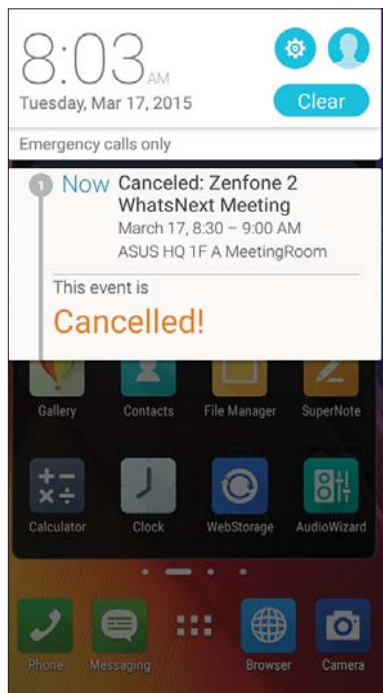 8:03 AM
Tuesday, Mar 17, 2015
Clear
Emergency calls only
1 Now Canceled: Zenfone 2
WhatsNext Meeting
March 17, 8:30 – 9:00 AM
ASUS HQ 1F A MeetingRoom
This event is
Cancelled!
Gallery Contacts File Manager SuperNote
Calculator Clock WebStorage AudioWizard
Phone Messaging Browser Camera